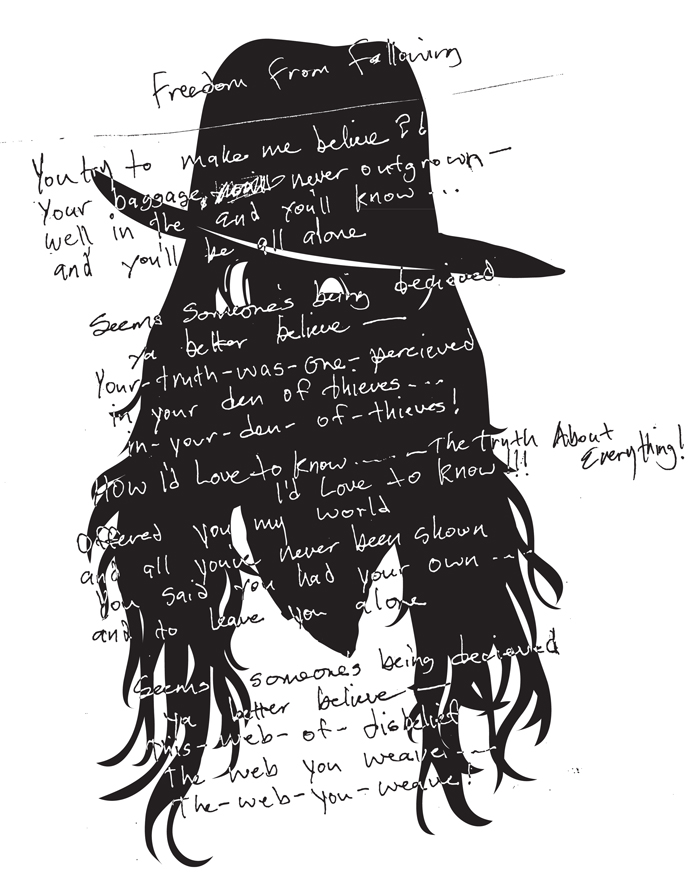 Freedom From Following
You try to make me believe?!
Your baggage, never outgrown—
well in the and you'll know...
and you'll be all alone
Seems someone's being decieved
ya better believe —
Your-truth-was-one-percieved
in your den of thieves...
in-your-den-of-thieves!
How I'd Love to know..... —The truth About Everything!
I'd Love to know!!!
Offered you my world
and all you've never been shown
You said you had your own ....
and to leave you alone
Seems someones being decieved
ya better believe —
This-web-of-disbelief
The web you weave....
The-web-you-weave!